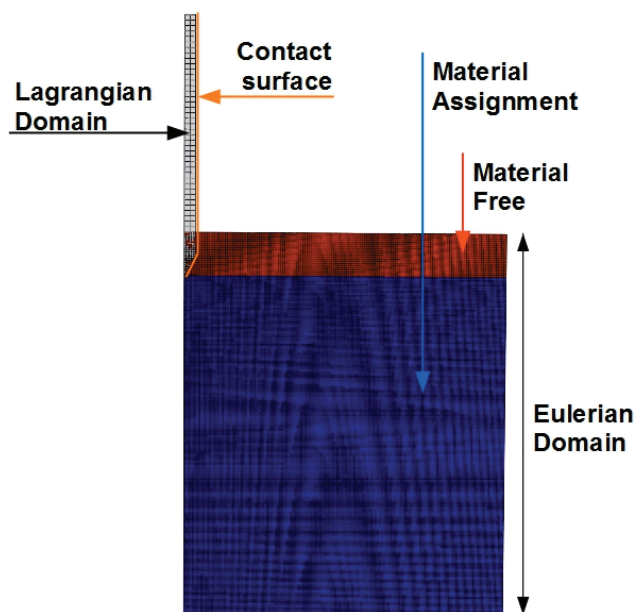 Contact
surface
Lagrangian
Domain
Material
Assignment
Material
Free
Eulerian
Domain